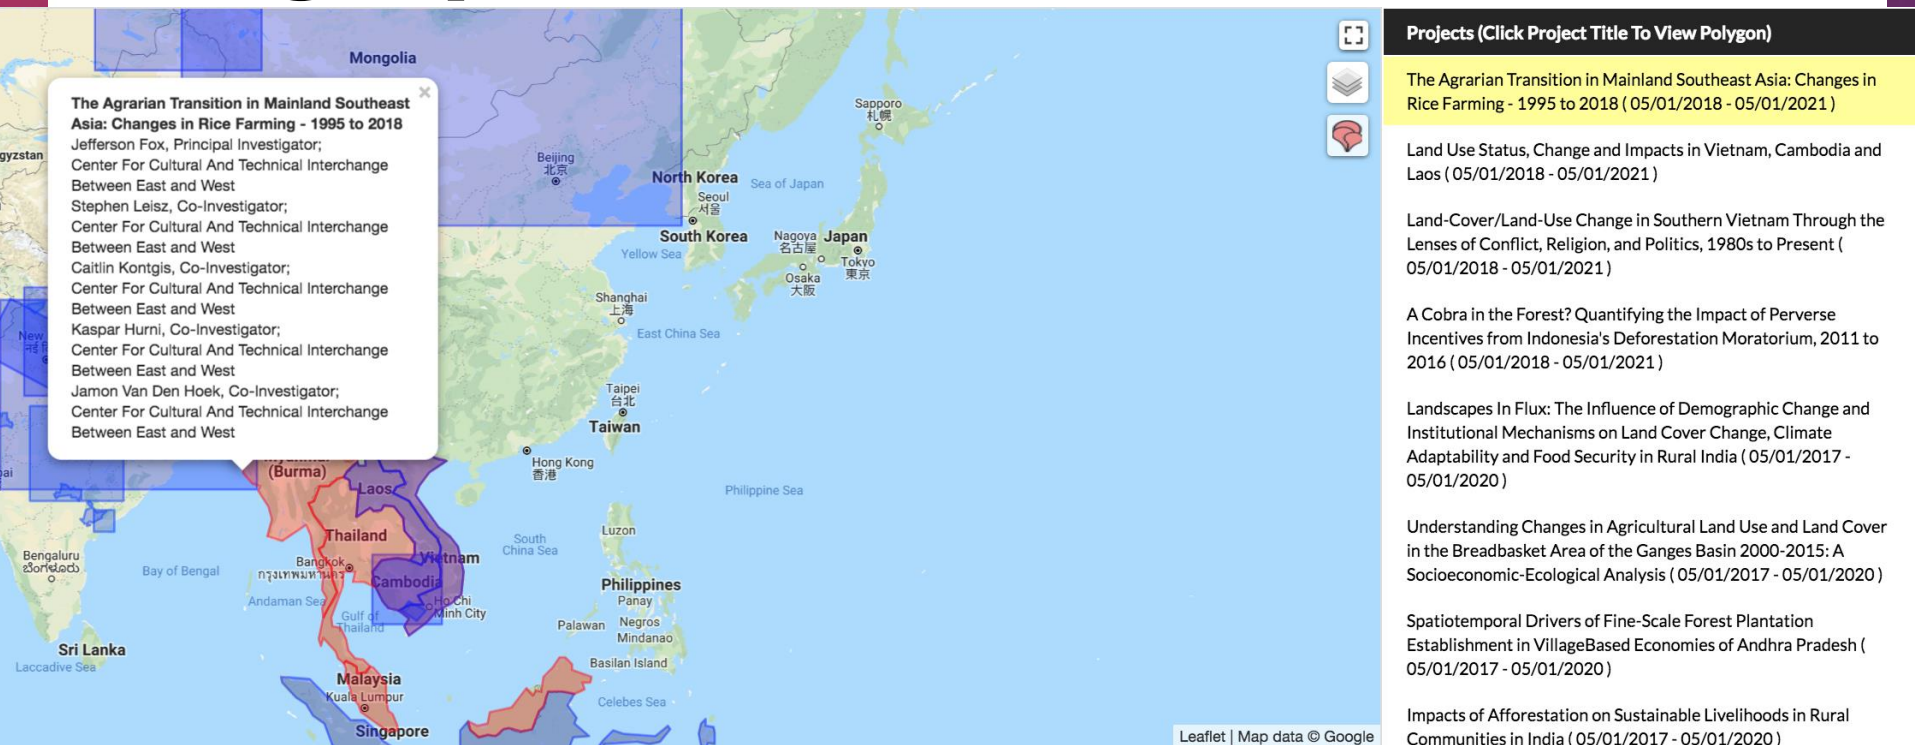 Projects (Click Project Title To View Polygon)
The Agrarian Transition in Mainland Southeast Asia: Changes in
Rice Farming - 1995 to 2018 ( 05/01/2018 - 05/01/2021 )
Land Use Status, Change and Impacts in Vietnam, Cambodia and
Laos ( 05/01/2018 - 05/01/2021 )
Land-Cover/Land-Use Change in Southern Vietnam Through the
Lenses of Conflict, Religion, and Politics, 1980s to Present (
05/01/2018 - 05/01/2021 )
A Cobra in the Forest? Quantifying the Impact of Perverse
Incentives from Indonesia's Deforestation Moratorium, 2011 to
2016 ( 05/01/2018 - 05/01/2021 )
Landscapes In Flux: The Influence of Demographic Change and
Institutional Mechanisms on Land Cover Change, Climate
Adaptability and Food Security in Rural India ( 05/01/2017 -
05/01/2020 )
Understanding Changes in Agricultural Land Use and Land Cover
in the Breadbasket Area of the Ganges Basin 2000-2015: A
Socioeconomic-Ecological Analysis ( 05/01/2017 - 05/01/2020 )
Spatiotemporal Drivers of Fine-Scale Forest Plantation
Establishment in VillageBased Economies of Andhra Pradesh (
05/01/2017 - 05/01/2020 )
Impacts of Afforestation on Sustainable Livelihoods in Rural
Communities in India ( 05/01/2017 - 05/01/2020 )
The Agrarian Transition in Mainland Southeast
Asia: Changes in Rice Farming - 1995 to 2018
Jefferson Fox, Principal Investigator;
Center For Cultural And Technical Interchange
Between East and West
Stephen Leisz, Co-Investigator;
Center For Cultural And Technical Interchange
Between East and West
Caitlin Kontgis, Co-Investigator;
Center For Cultural And Technical Interchange
Between East and West
Kaspar Hurni, Co-Investigator;
Center For Cultural And Technical Interchange
Between East and West
Jamon Van Den Hoek, Co-Investigator;
Center For Cultural And Technical Interchange
Between East and West
×
Mongolia
gyzstan
Sapporo
札幌
Beijing
北京
North Korea
Sea of Japan
Seoul
서울
South Korea
Nagoya
名古屋
Japan
Tokyo
東京
Yellow Sea
Osaka
大阪
Shanghai
上海
East China Sea
New
Taipei
台北
Taiwan
Hong Kong
香港
(Burma)
Laos
Philippine Sea
Luzon
Thailand
South
China Sea
Bengaluru
ಬೆಂಗಳೂರು
Bay of Bengal
Bangkok
กรุงเทพมหานคร
Vietnam
Cambodia
Philippines
Panay
Andaman Sea
Ho Chi
Minh City
Gulf of
Thailand
Palawan
Negros
Mindanao
Sri Lanka
Laccadive Sea
Basilan Island
Malaysia
Kuala Lumpur
Celebes Sea
Singapore
Leaflet | Map data © Google